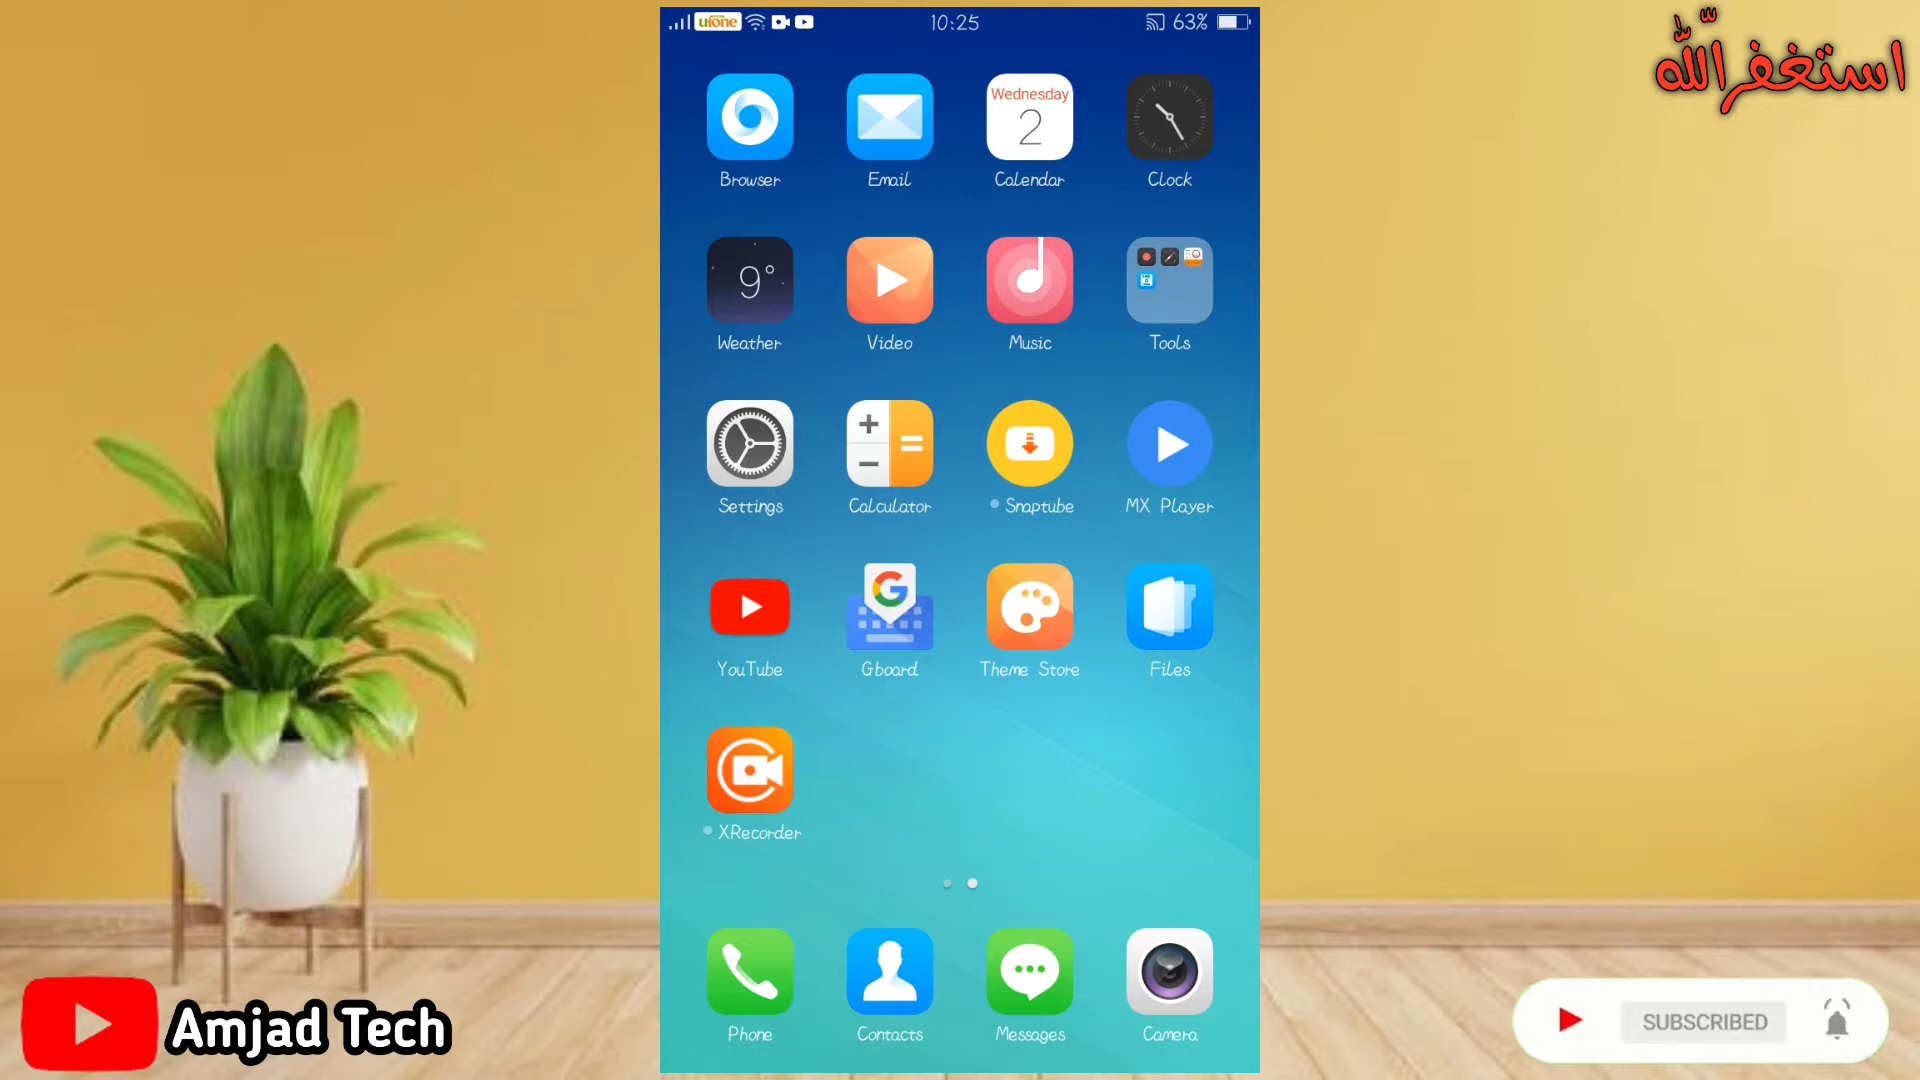 ufone 10:25 63%
استغفرالله
Wednesday
2
Browser Email Calendar Clock
9°
Weather Video Music Tools
Settings Calculator Snaptube MX Player
G
YouTube Gboard Theme Store Files
XRecorder
Phone Contacts Messages Camera
Amjad Tech
SUBSCRIBED